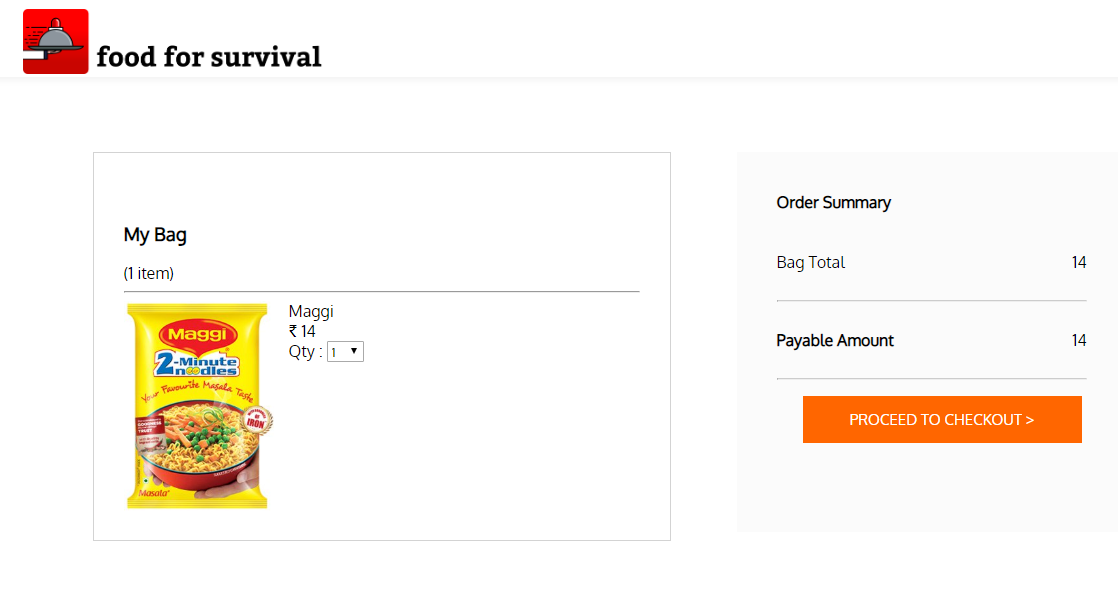 food for survival
My Bag
(1 item)
Maggi
₹ 14
Qty : 1
Maggi
2-Minute
noodles
Your Favourite Masala Taste
GOODNESS
IRON
Masala
Order Summary
Bag Total 14
Payable Amount 14
PROCEED TO CHECKOUT >